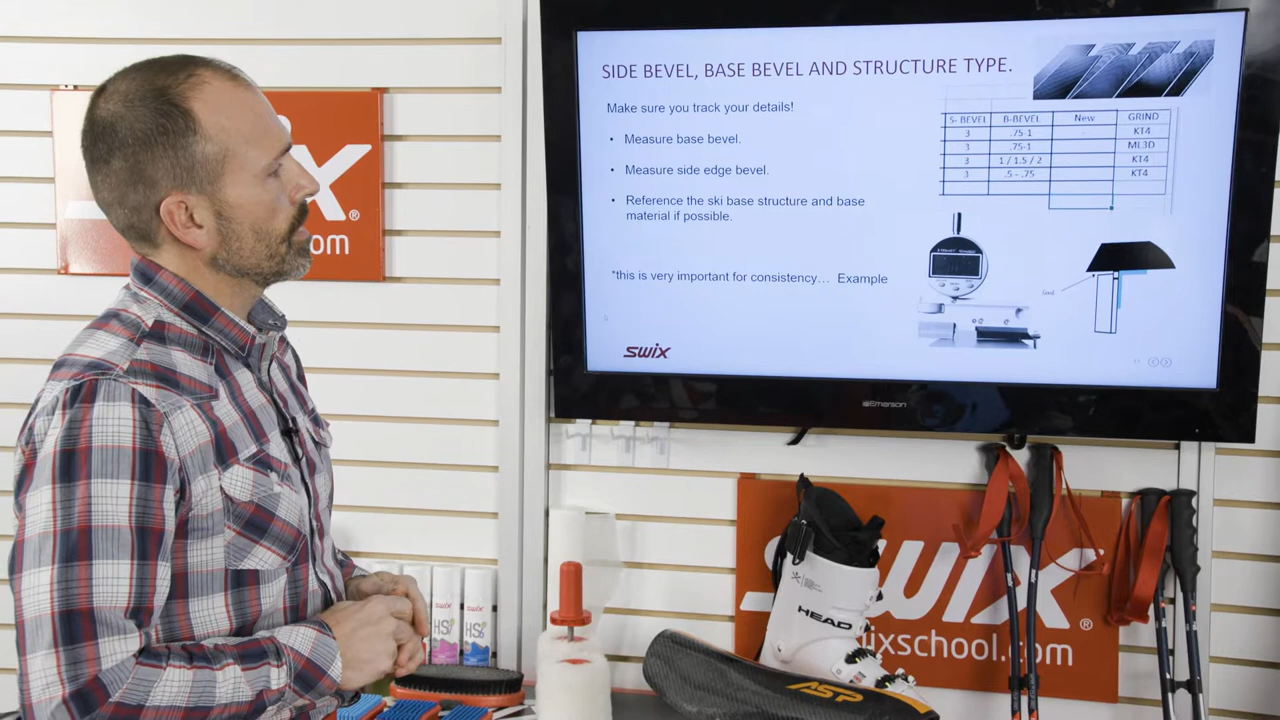 SIDE BEVEL, BASE BEVEL AND STRUCTURE TYPE.
Make sure you track your details!
• Measure base bevel.
• Measure side edge bevel.
• Reference the ski base structure and base
material if possible.
*this is very important for consistency… Example
S- BEVEL B-BEVEL New GRIND
3 .75-1 - KT4
3 .75-1 ML3D
3 1 / 1.5 / 2 KT4
3 .5 - .75 KT4
swix
Emerson
ix®
.com
HS
HS
HEAD
ASP
SWIX®
ixschool.com